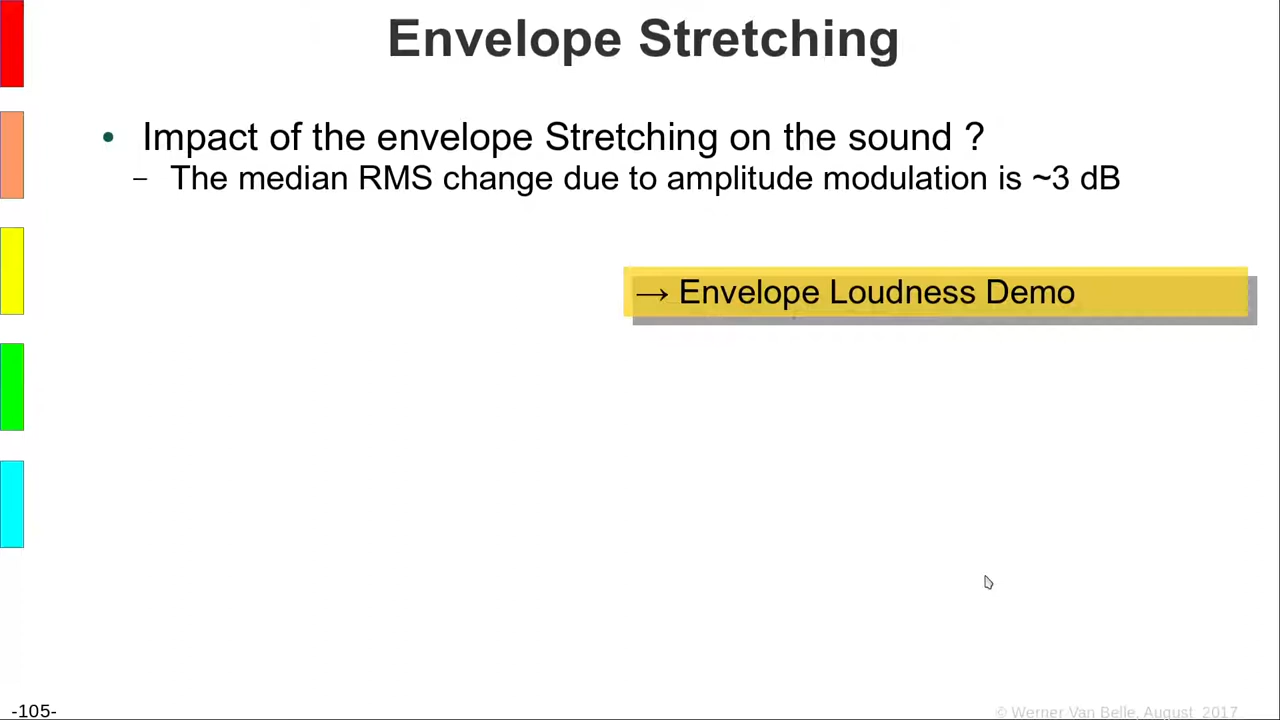 Envelope Stretching
• Impact of the envelope Stretching on the sound ?
– The median RMS change due to amplitude modulation is ~3 dB
→ Envelope Loudness Demo
-105-
© Werner Van Belle, August 2017